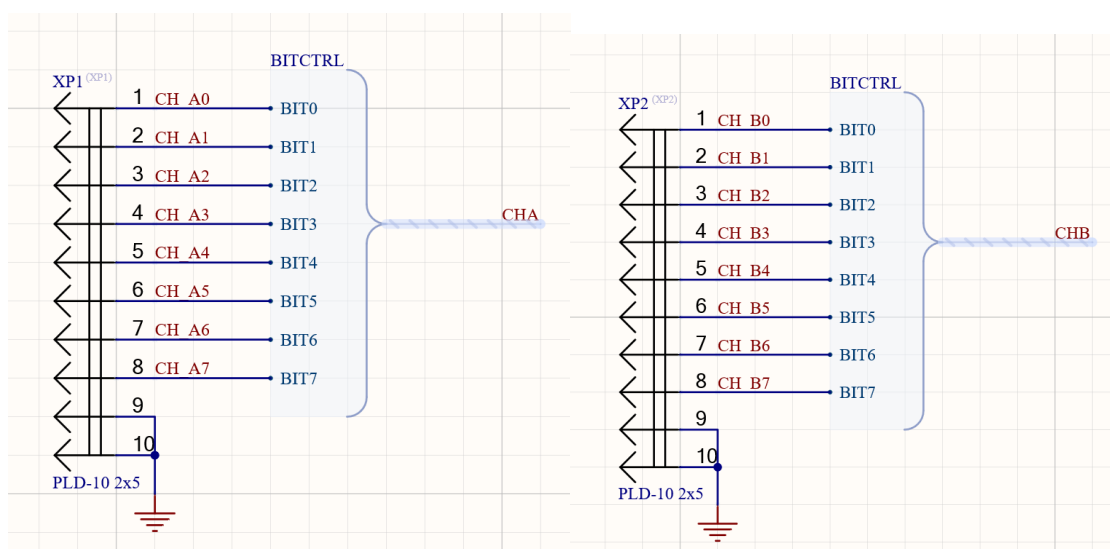 BITCTRL
XP1 (XP1)
1 CH_A0 BIT0
2 CH_A1 BIT1
3 CH_A2 BIT2
4 CH_A3 BIT3
CHA
5 CH_A4 BIT4
6 CH_A5 BIT5
7 CH_A6 BIT6
8 CH_A7 BIT7
9
10
PLD-10 2x5
BITCTRL
XP2 (XP2)
1 CH_B0 BIT0
2 CH_B1 BIT1
3 CH_B2 BIT2
4 CH_B3 BIT3
CHB
5 CH_B4 BIT4
6 CH_B5 BIT5
7 CH_B6 BIT6
8 CH_B7 BIT7
9
10
PLD-10 2x5